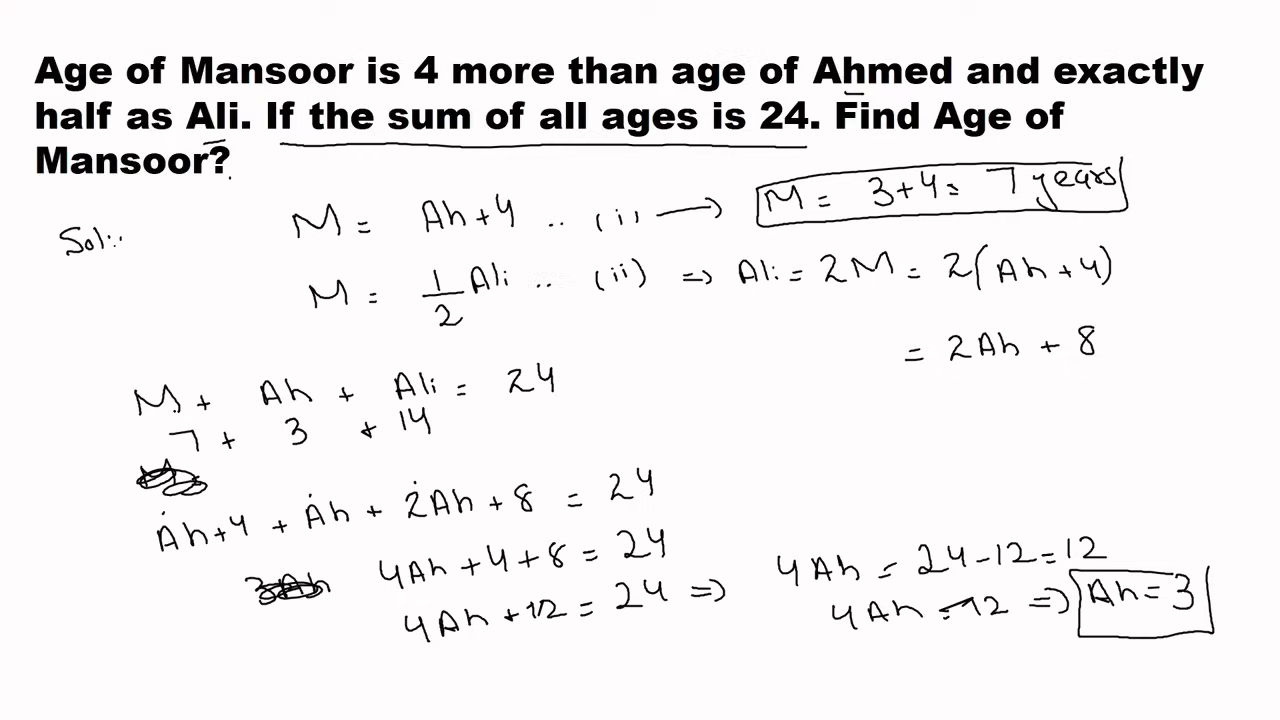 Age of Mansoor is 4 more than age of Ahmed and exactly
half as Ali. If the sum of all ages is 24. Find Age of
Mansoor?
Sol:.
M = Ah+4 .. (i) → M = 3+4= 7 years
M = 1/2 Ali .. (ii) => Ali = 2M = 2(Ah+4)
= 2Ah + 8
M + Ah + Ali = 24
7 + 3 + 14
Ah+4 + Ah + 2Ah+8 = 24
4Ah+4+8=24
4Ah+12=24 =>
4Ah = 24-12=12
4Ah = 12 => Ah=3